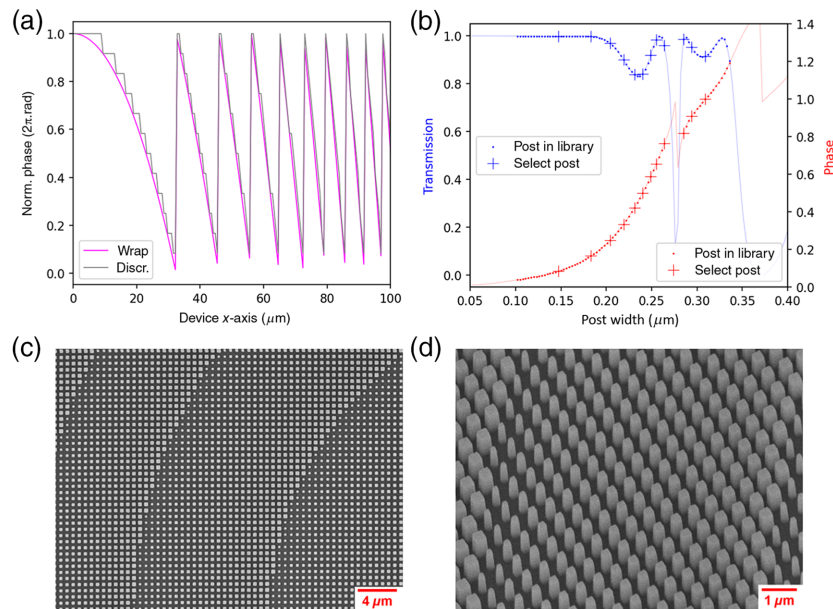 (a)
1.0
0.8
0.6
0.4
0.2
0.0
Norm. phase (2π.rad)
Wrap
Discr.
0
20
40
60
80
100
Device x-axis (μm)
(b)
1.0
0.8
0.6
0.4
0.2
0.0
Transmission
Post in library
Select post
1.4
1.2
1.0
0.8
0.6
0.4
0.2
0.0
Phase
Post in library
Select post
0.05
0.10
0.15
0.20
0.25
0.30
0.35
0.40
Post width (μm)
(c)
4 μm
(d)
1 μm